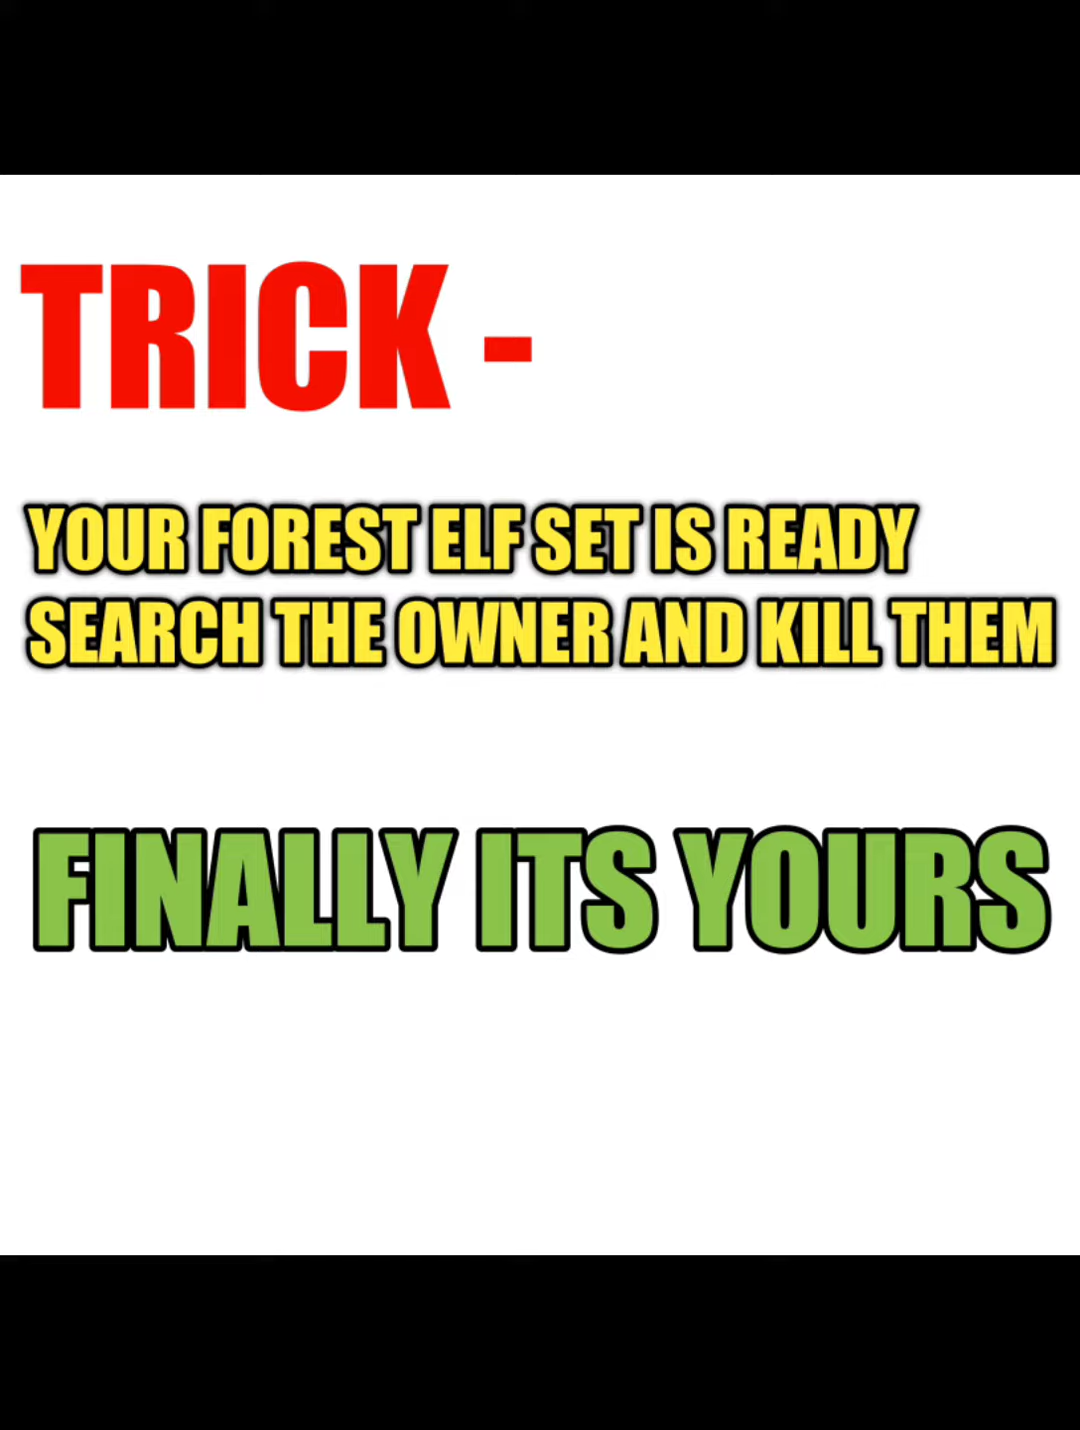 TRICK -
YOUR FOREST ELF SET IS READY
SEARCH THE OWNER AND KILL THEM
FINALLY ITS YOURS